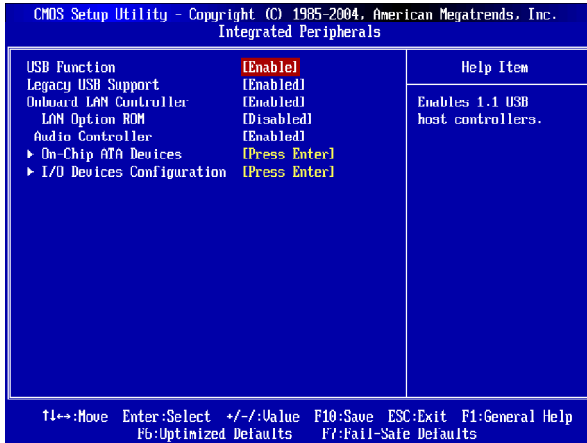 CMOS Setup Utility - Copyright (C) 1985-2004, American Megatrends, Inc.
Integrated Peripherals
USB Function [Enable]
Help Item
Legacy USB Support [Enabled]
Onboard LAN Controller [Enabled]
Enables 1.1 USB
LAN Option ROM [Disabled]
host controllers.
Audio Controller [Enabled]
► On-Chip ATA Devices [Press Enter]
► I/O Devices Configuration [Press Enter]
↑↓↔:Move Enter:Select +/-/:Value F10:Save ESC:Exit F1:General Help
F6:Optimized Defaults F7:Fail-Safe Defaults